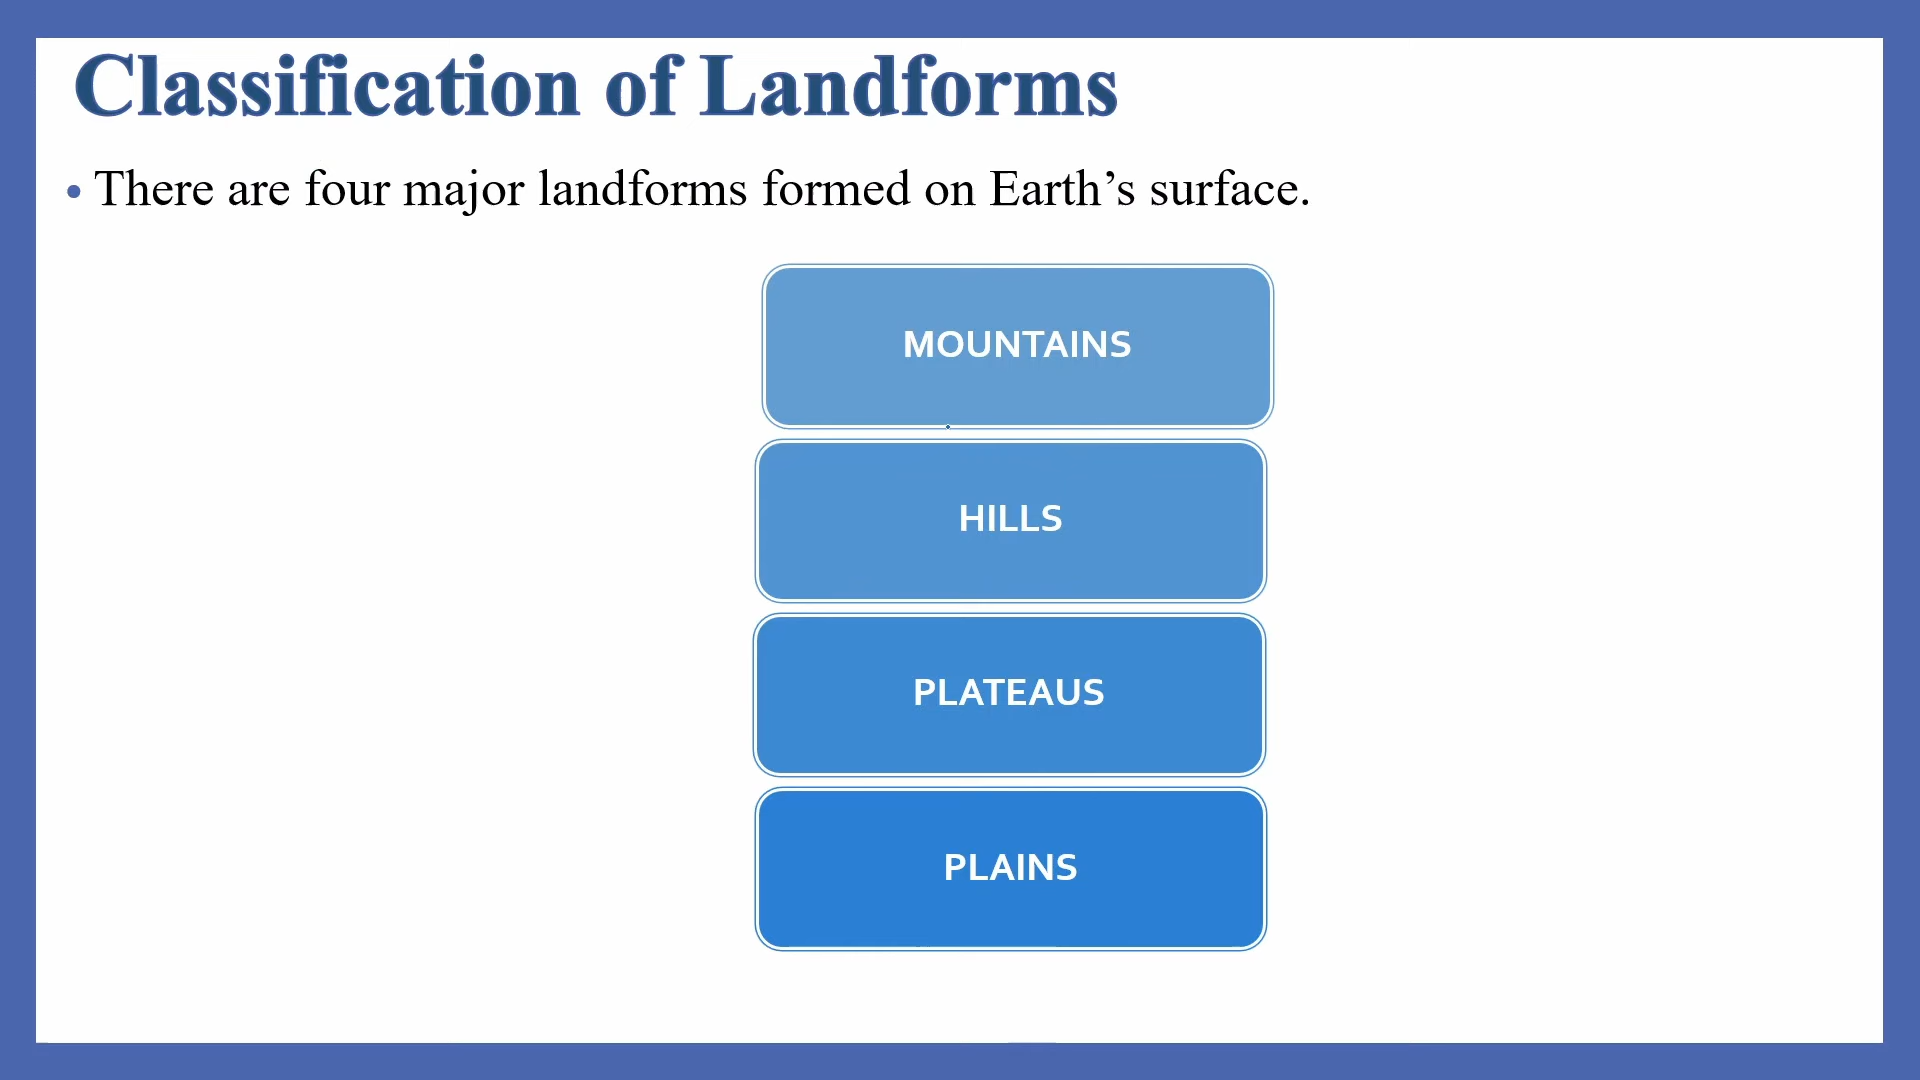 Classification of Landforms
• There are four major landforms formed on Earth’s surface.
MOUNTAINS
HILLS
PLATEAUS
PLAINS